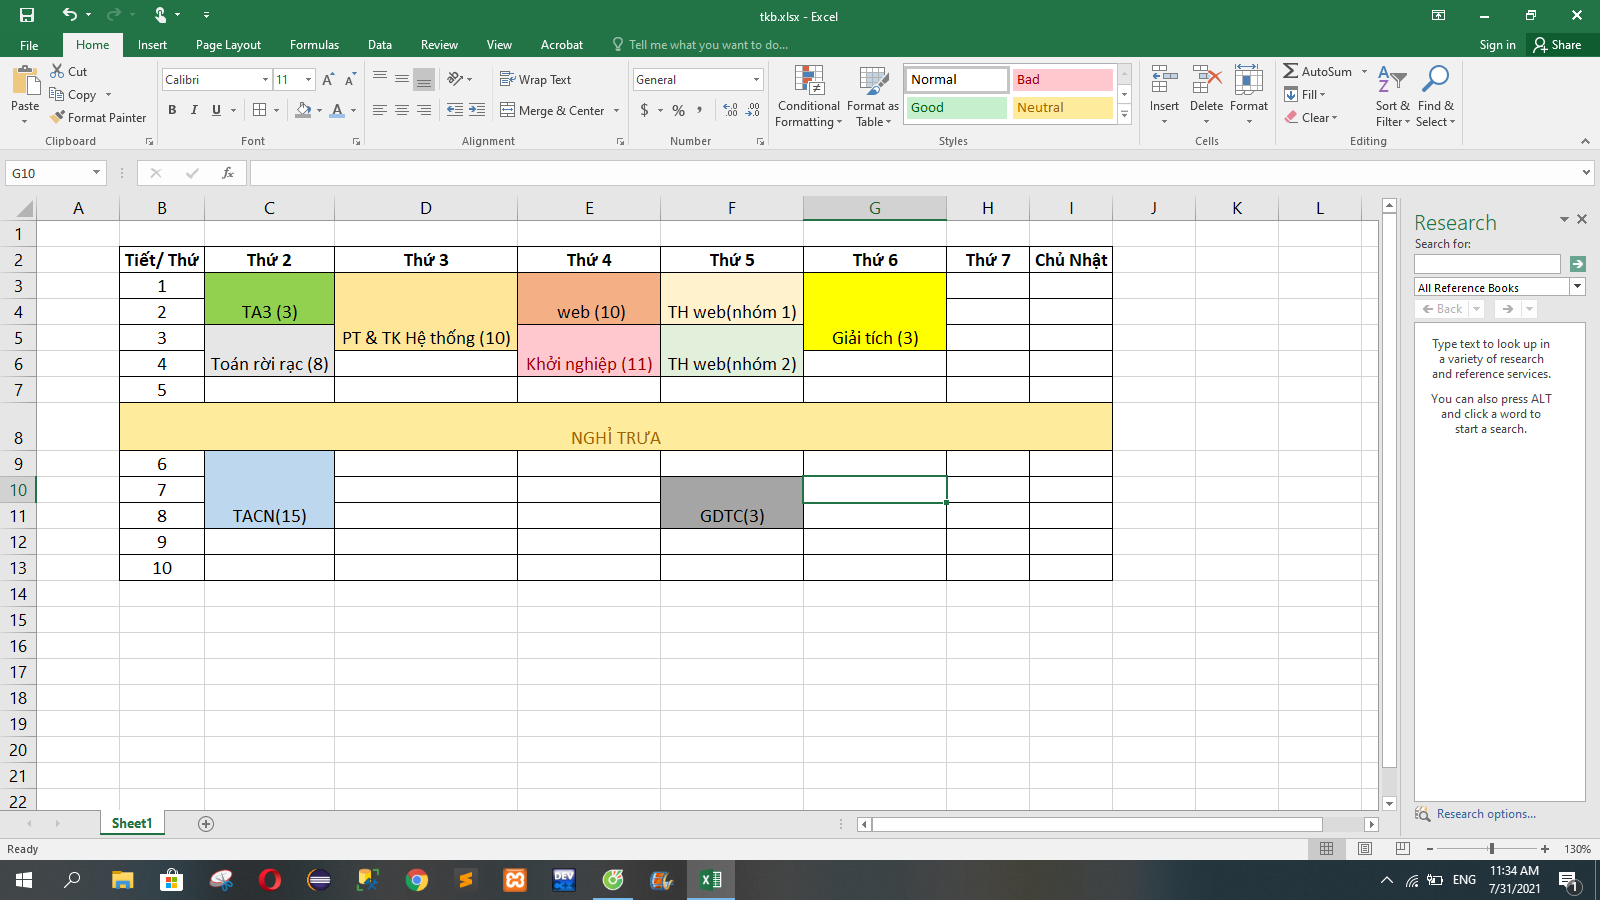 tkb.xlsx - Excel
File Home Insert Page Layout Formulas Data Review View Acrobat Tell me what you want to do... Sign in Share
Paste
Cut
Copy
Format Painter
Clipboard
Calibri 11
B I U
Font
Wrap Text
Merge & Center
Alignment
General
$ % ,
Number
Conditional Formatting
Format as Table
Normal Bad
Good Neutral
Styles
Insert Delete Format
Cells
AutoSum
Fill
Clear
Sort & Filter
Find & Select
Editing
G10 fx
A B C D E F G H I J K L
1
2 Tiết/ Thứ Thứ 2 Thứ 3 Thứ 4 Thứ 5 Thứ 6 Thứ 7 Chủ Nhật
3 1
4 2 TA3 (3) web (10) TH web(nhóm 1)
5 3 PT & TK Hệ thống (10) Giải tích (3)
6 4 Toán rời rạc (8) Khởi nghiệp (11) TH web(nhóm 2)
7 5
8 NGHỈ TRƯA
9 6
10 7
11 8 TACN(15) GDTC(3)
12 9
13 10
14
15
16
17
18
19
20
21
22
Research
Search for:
All Reference Books
Back
Type text to look up in
a variety of research
and reference services.
You can also press ALT
and click a word to
start a search.
Research options...
Sheet1
Ready 130%
DEV
ENG
11:34 AM
7/31/2021
1